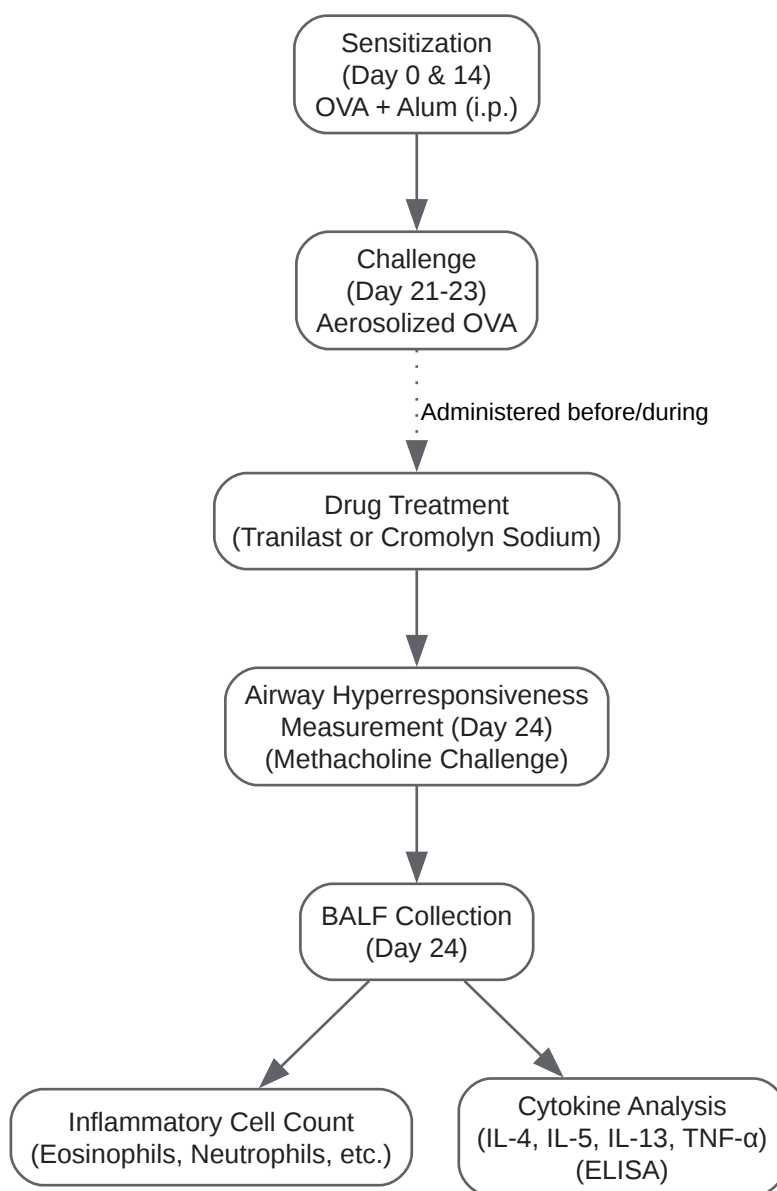 Sensitization
(Day 0 & 14)
OVA + Alum (i.p.)
Challenge
(Day 21-23)
Aerosolized OVA
Administered before/during
Drug Treatment
(Tranilast or Cromolyn Sodium)
Airway Hyperresponsiveness
Measurement (Day 24)
(Methacholine Challenge)
BALF Collection
(Day 24)
Inflammatory Cell Count
(Eosinophils, Neutrophils, etc.)
Cytokine Analysis
(IL-4, IL-5, IL-13, TNF-α)
(ELISA)